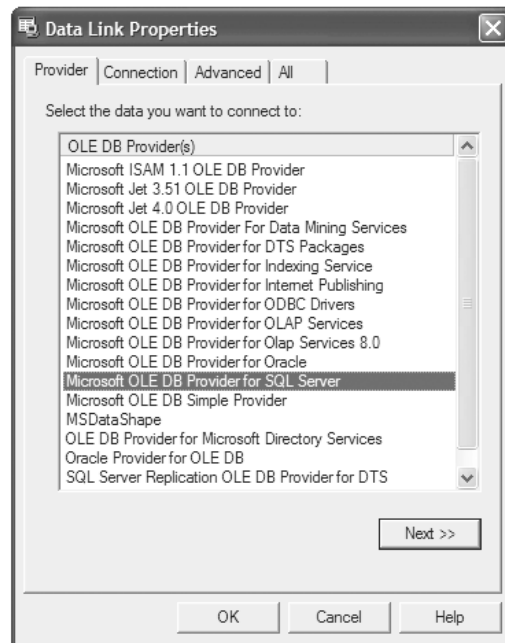 Data Link Properties
Provider Connection Advanced All
Select the data you want to connect to:
OLE DB Provider(s)
Microsoft ISAM 1.1 OLE DB Provider
Microsoft Jet 3.51 OLE DB Provider
Microsoft Jet 4.0 OLE DB Provider
Microsoft OLE DB Provider For Data Mining Services
Microsoft OLE DB Provider for DTS Packages
Microsoft OLE DB Provider for Indexing Service
Microsoft OLE DB Provider for Internet Publishing
Microsoft OLE DB Provider for ODBC Drivers
Microsoft OLE DB Provider for OLAP Services
Microsoft OLE DB Provider for Olap Services 8.0
Microsoft OLE DB Provider for Oracle
Microsoft OLE DB Provider for SQL Server
Microsoft OLE DB Simple Provider
MSDataShape
OLE DB Provider for Microsoft Directory Services
Oracle Provider for OLE DB
SQL Server Replication OLE DB Provider for DTS
Next >>
OK Cancel Help